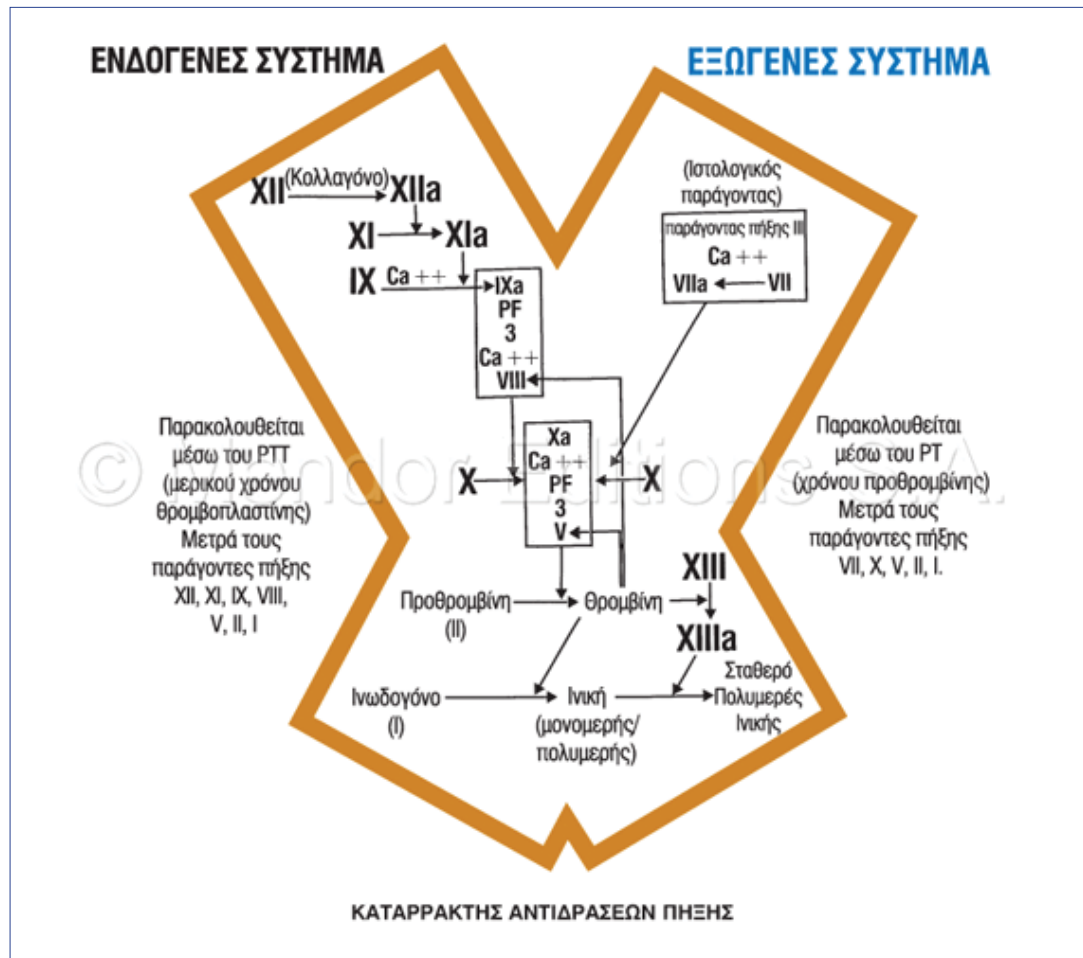 ΕΝΔΟΓΕΝΕΣ ΣΥΣΤΗΜΑ
ΕΞΩΓΕΝΕΣ ΣΥΣΤΗΜΑ
XII (Κολλαγόνο) XIIa
XI XIa
IX Ca ++ IXa
PF
3
Ca ++
VIII
(Ιστολογικός
παράγοντας)
παράγοντας πήξης III
Ca ++
VIIa VII
Xa
Ca ++
X PF X
3
V
Παρακολουθείται
μέσω του PTT
(μερικού χρόνου
θρομβοπλαστίνης)
Μετρά τους
παράγοντες πήξης
XII, XI, IX, VIII,
V, II, I
Παρακολουθείται
μέσω του PT
(χρόνου προθρομβίνης)
Μετρά τους
παράγοντες πήξης
VII, X, V, II, I.
Προθρομβίνη Θρομβίνη XIII
(II)
XIIIa
Ινωδογόνο Ινική Σταθερό
(I) (μονομερής/ Πολυμερές
πολυμερής) Ινικής
© Mendor Editions S.A.
ΚΑΤΑΡΡΑΚΤΗΣ ΑΝΤΙΔΡΑΣΕΩΝ ΠΗΞΗΣ